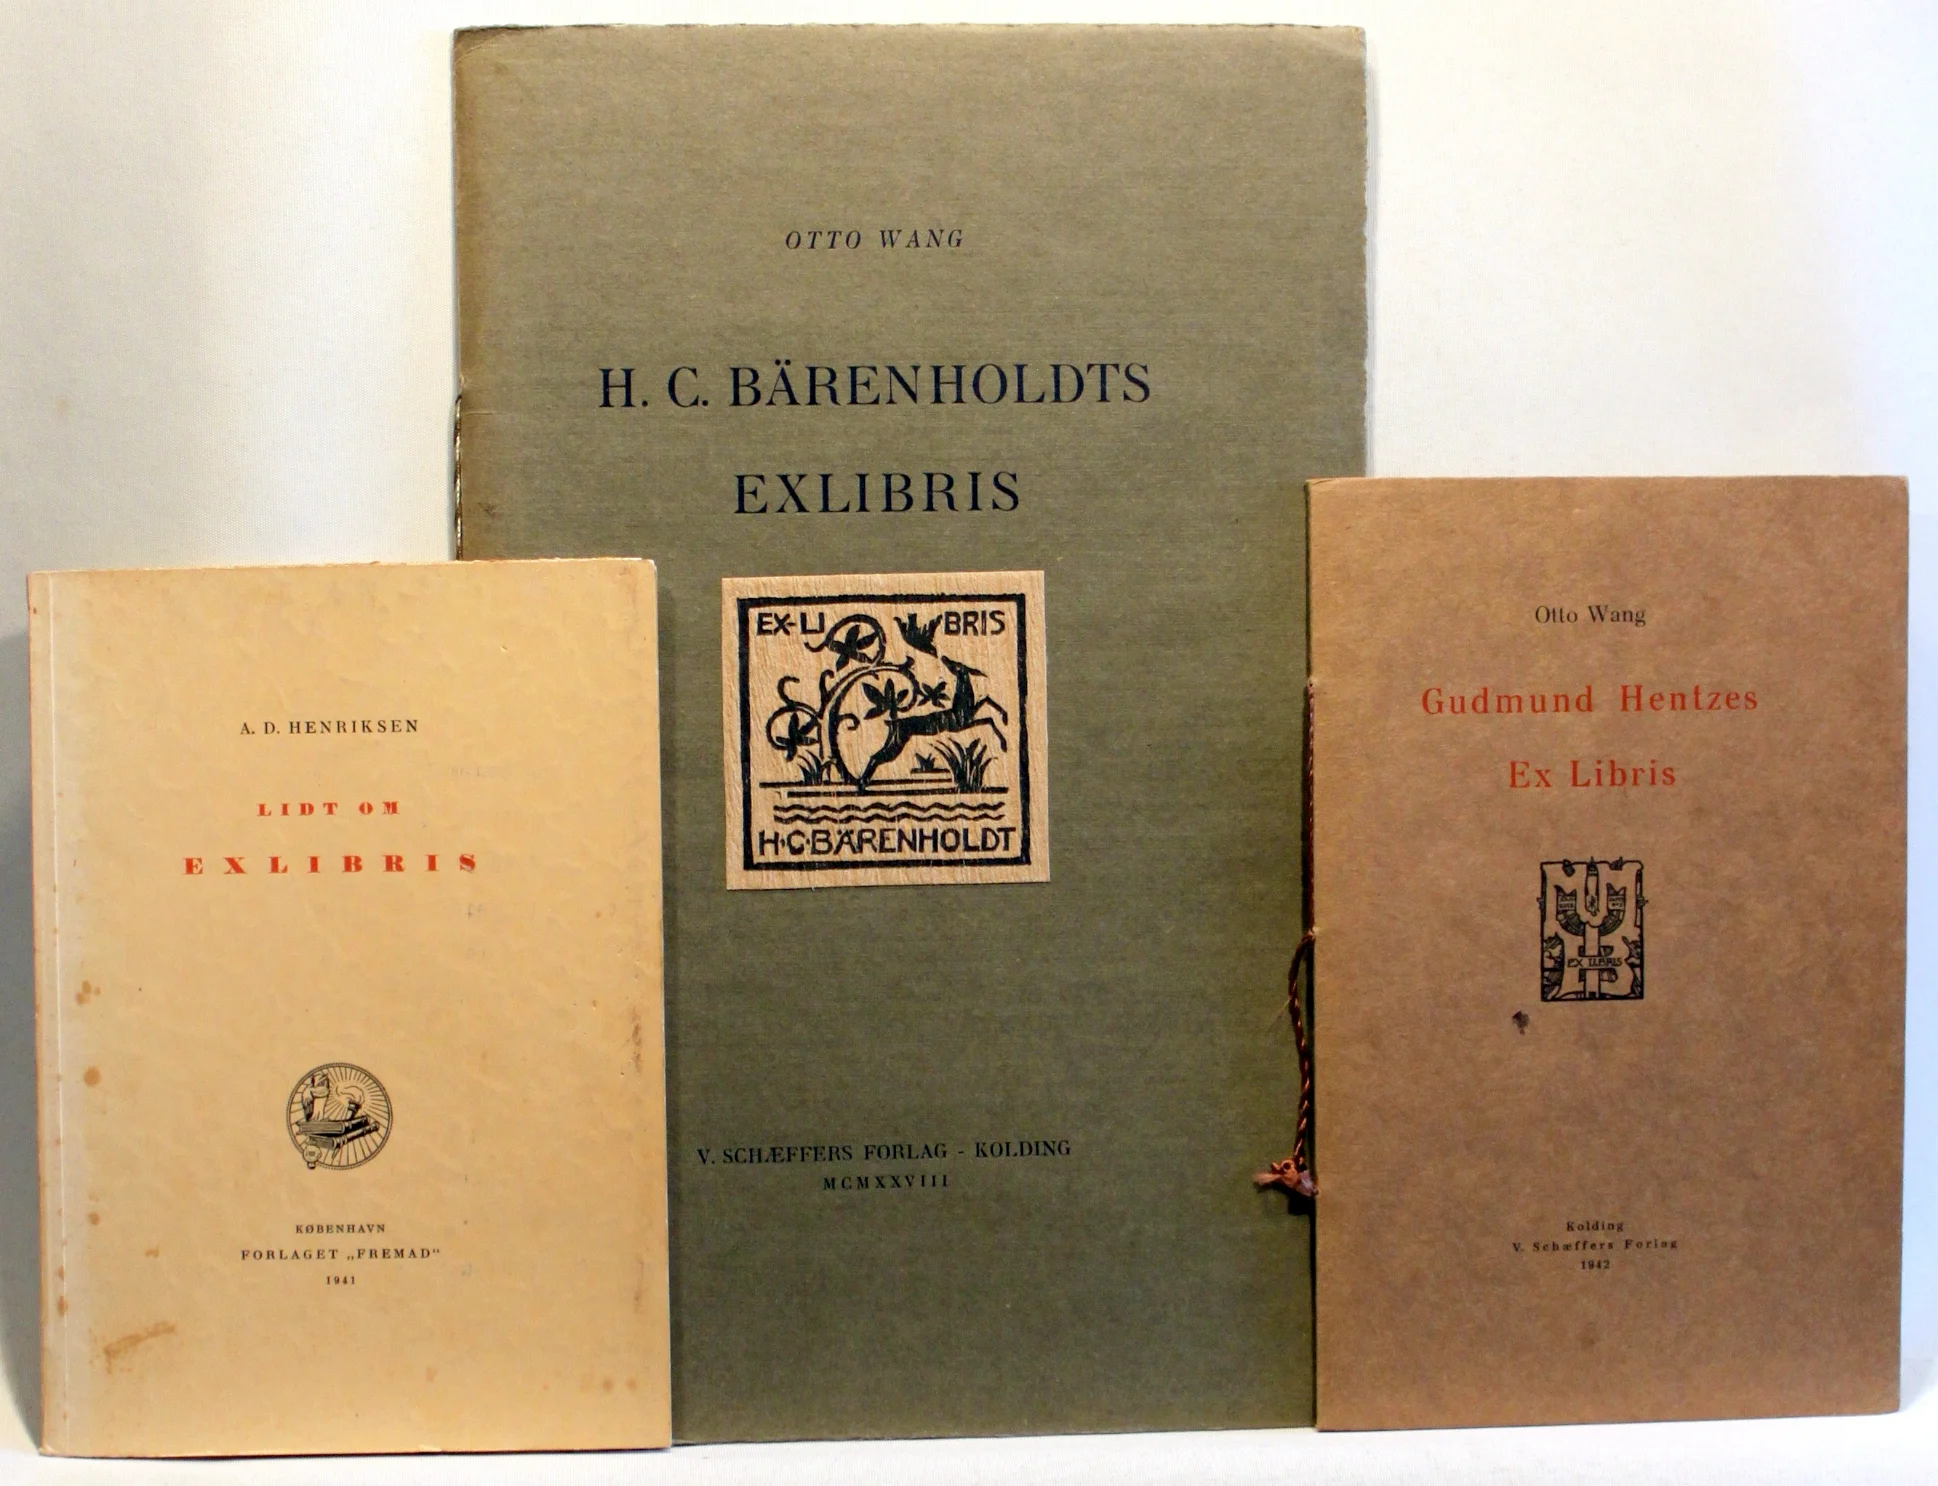 OTTO WANG
H. C. BÄRENHOLDTS
EXLIBRIS
EX-LI BRIS
H·C·BÄRENHOLDT
V. SCHÆFFERS FORLAG - KOLDING
MCMXXVIII
A. D. HENRIKSEN
LIDT OM
EXLIBRIS
KØBENHAVN
FORLAGET „FREMAD“
1941
Otto Wang
Gudmund Hentzes
Ex Libris
EX LIBRIS
Kolding
V. Schæffers Forlag
1942